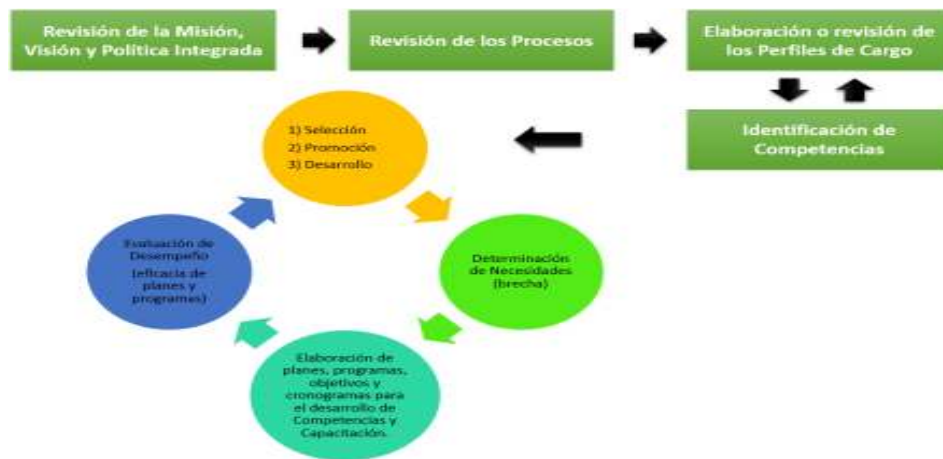 Revisión de la Misión,
Visión y Política Integrada
Revisión de los Procesos
Elaboración o revisión de
los Perfiles de Cargo
Identificación de
Competencias
1) Selección
2) Promoción
3) Desarrollo
Determinación
de Necesidades
(brecha)
Elaboración de
planes, programas,
objetivos y
cronogramas para
el desarrollo de
Competencias y
Capacitación.
Evaluación de
Desempeño
(eficacia de
planes y
programas)